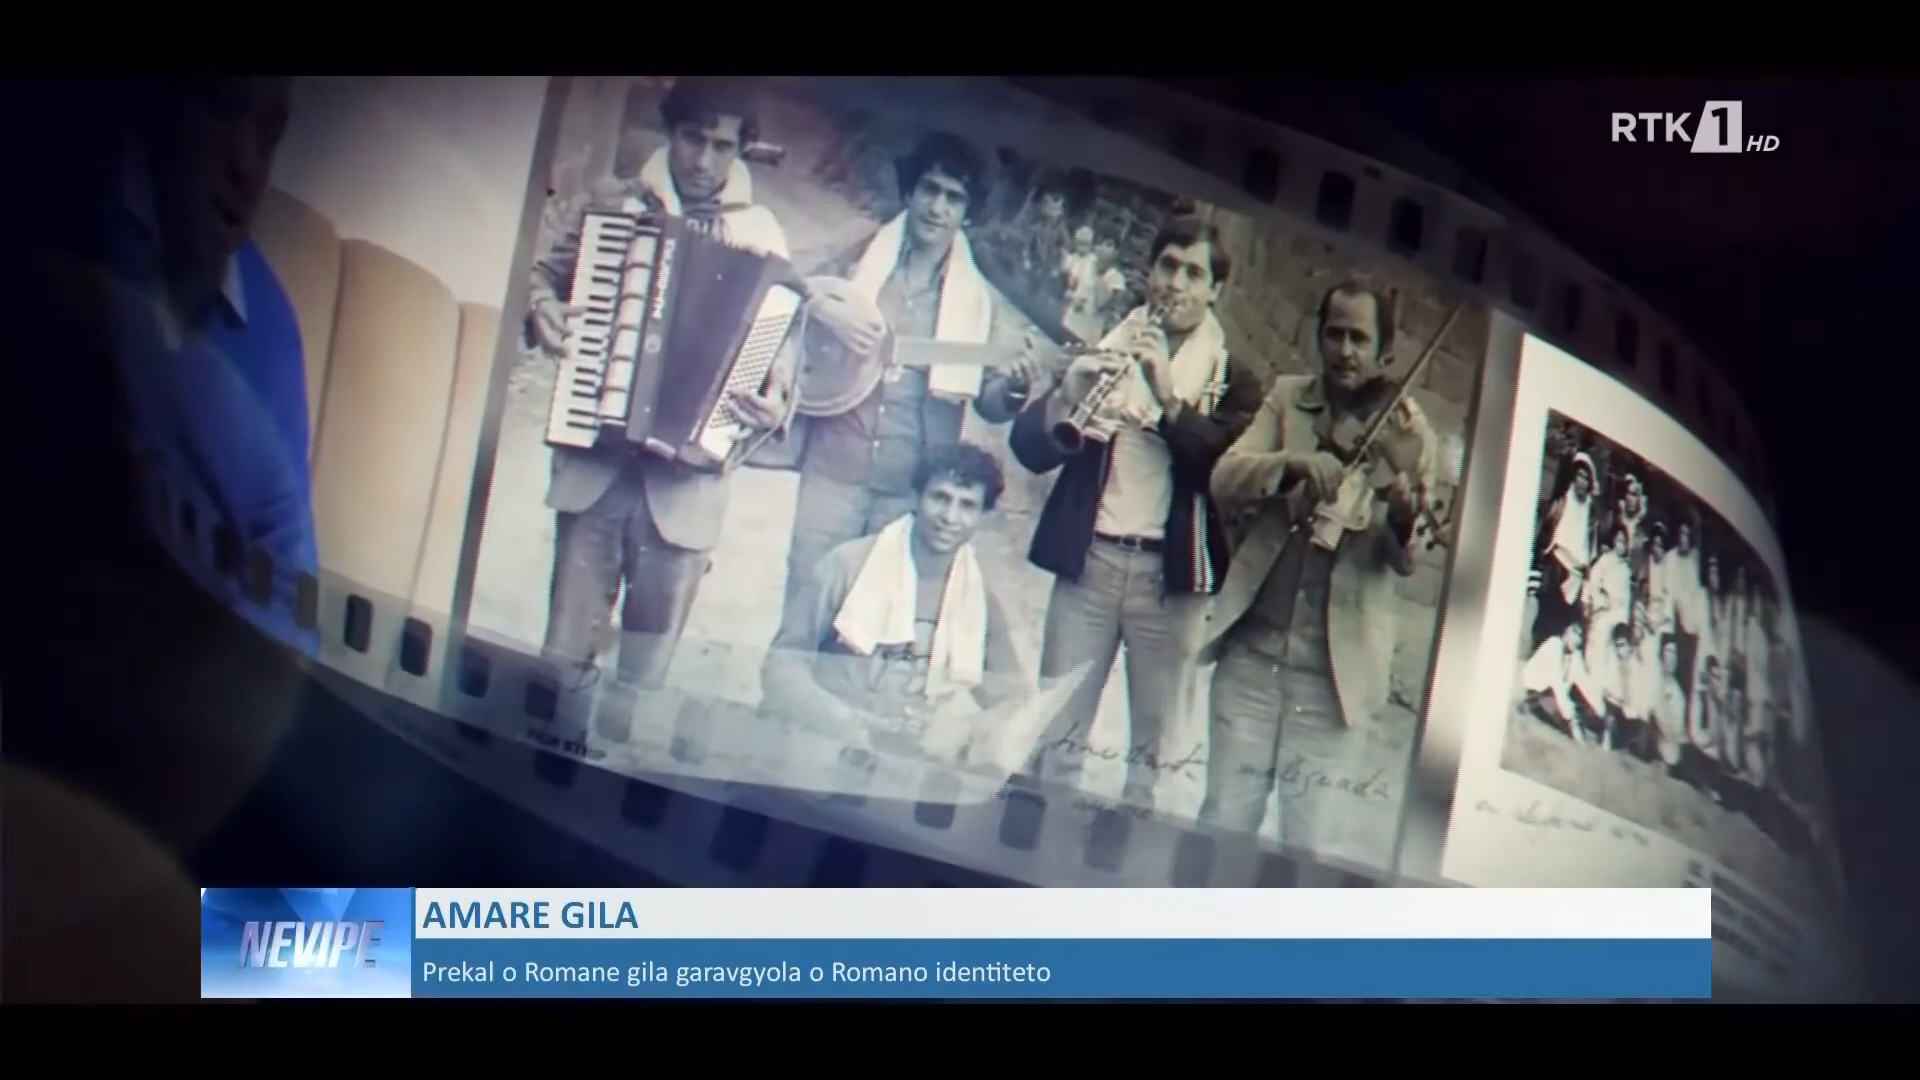 RTK 1 HD
NEVIPE
AMARE GILA
Prekal o Romane gila garavgyola o Romano identiteto